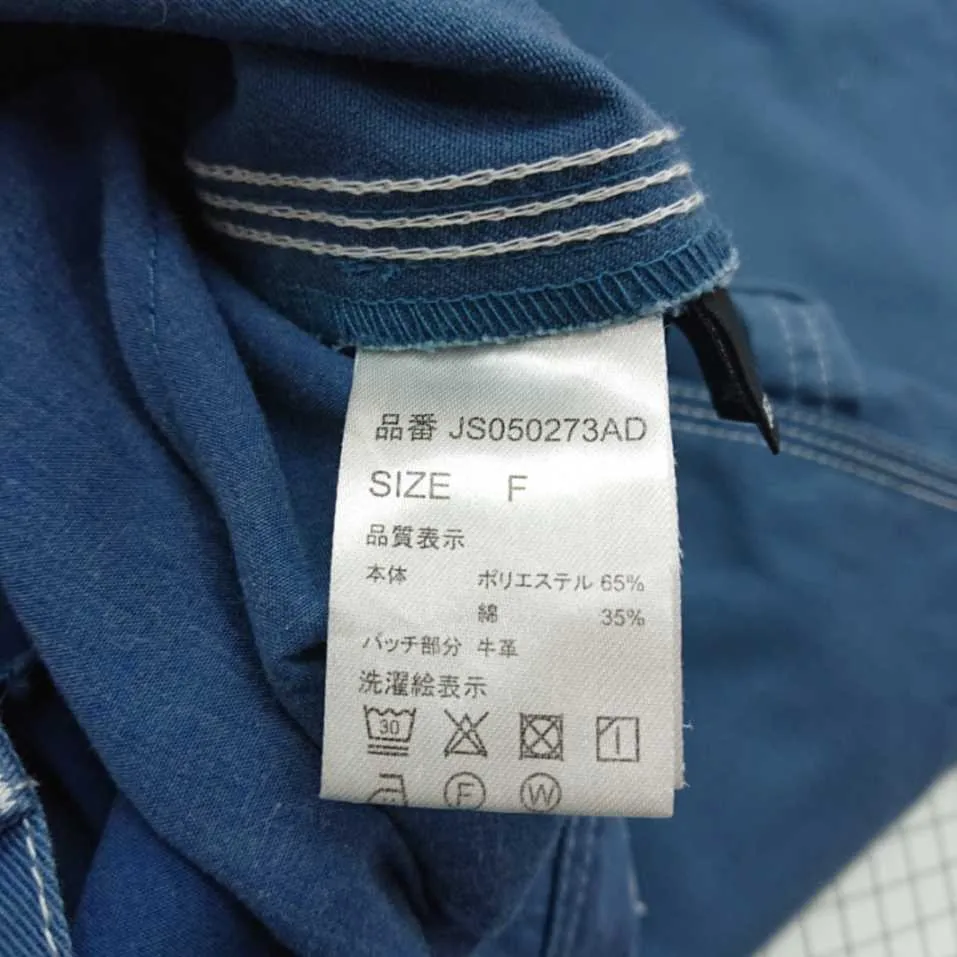 品番 JS050273AD
SIZE F
品質表示
本体 ポリエステル 65%
綿 35%
パッチ部分 牛革
洗濯絵表示
30
F W